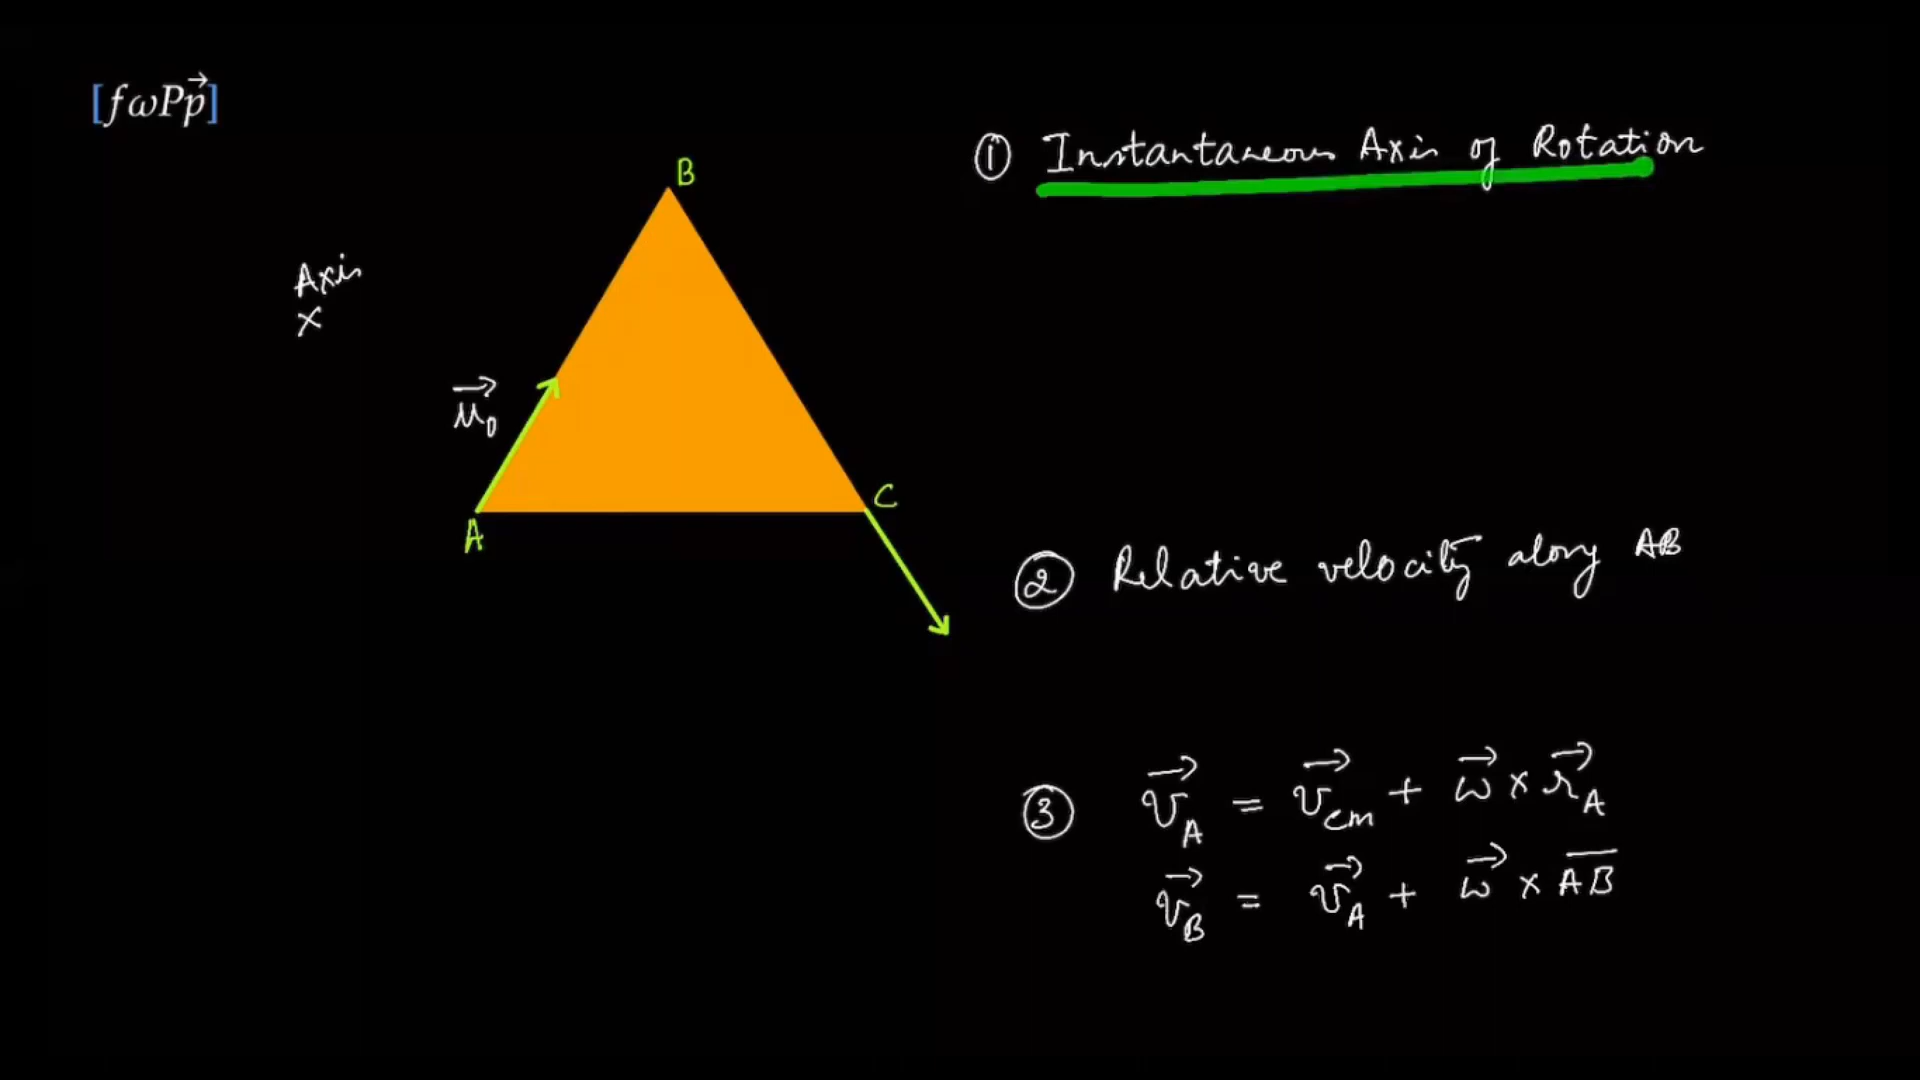 [fωPp⃗]
① Instantaneous Axis of Rotation
B
Axis
×
u⃗₀
A
C
② Relative velocity along AB
③ v⃗_A = v⃗_cm + ω⃗ × r⃗_A
v⃗_B = v⃗_A + ω⃗ × A̅B̅